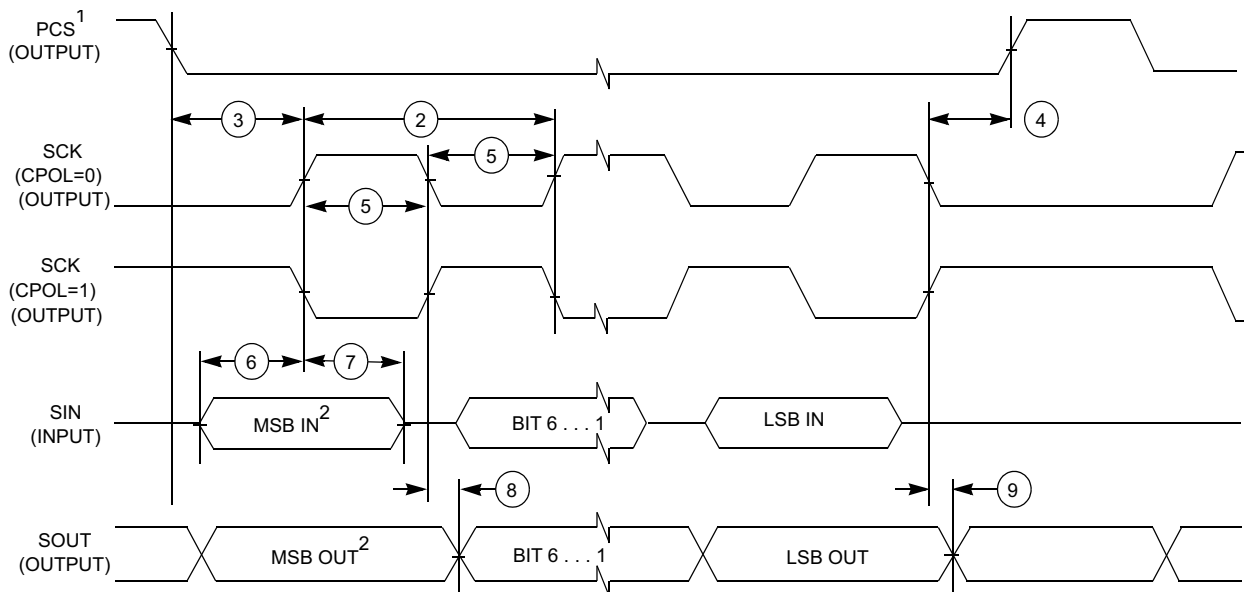 PCS1
(OUTPUT)
3
2
4
SCK
(CPOL=0)
(OUTPUT)
5
5
SCK
(CPOL=1)
(OUTPUT)
6
7
SIN
(INPUT)
MSB IN2
BIT 6 . . . 1
LSB IN
8
9
SOUT
(OUTPUT)
MSB OUT2
BIT 6 . . . 1
LSB OUT